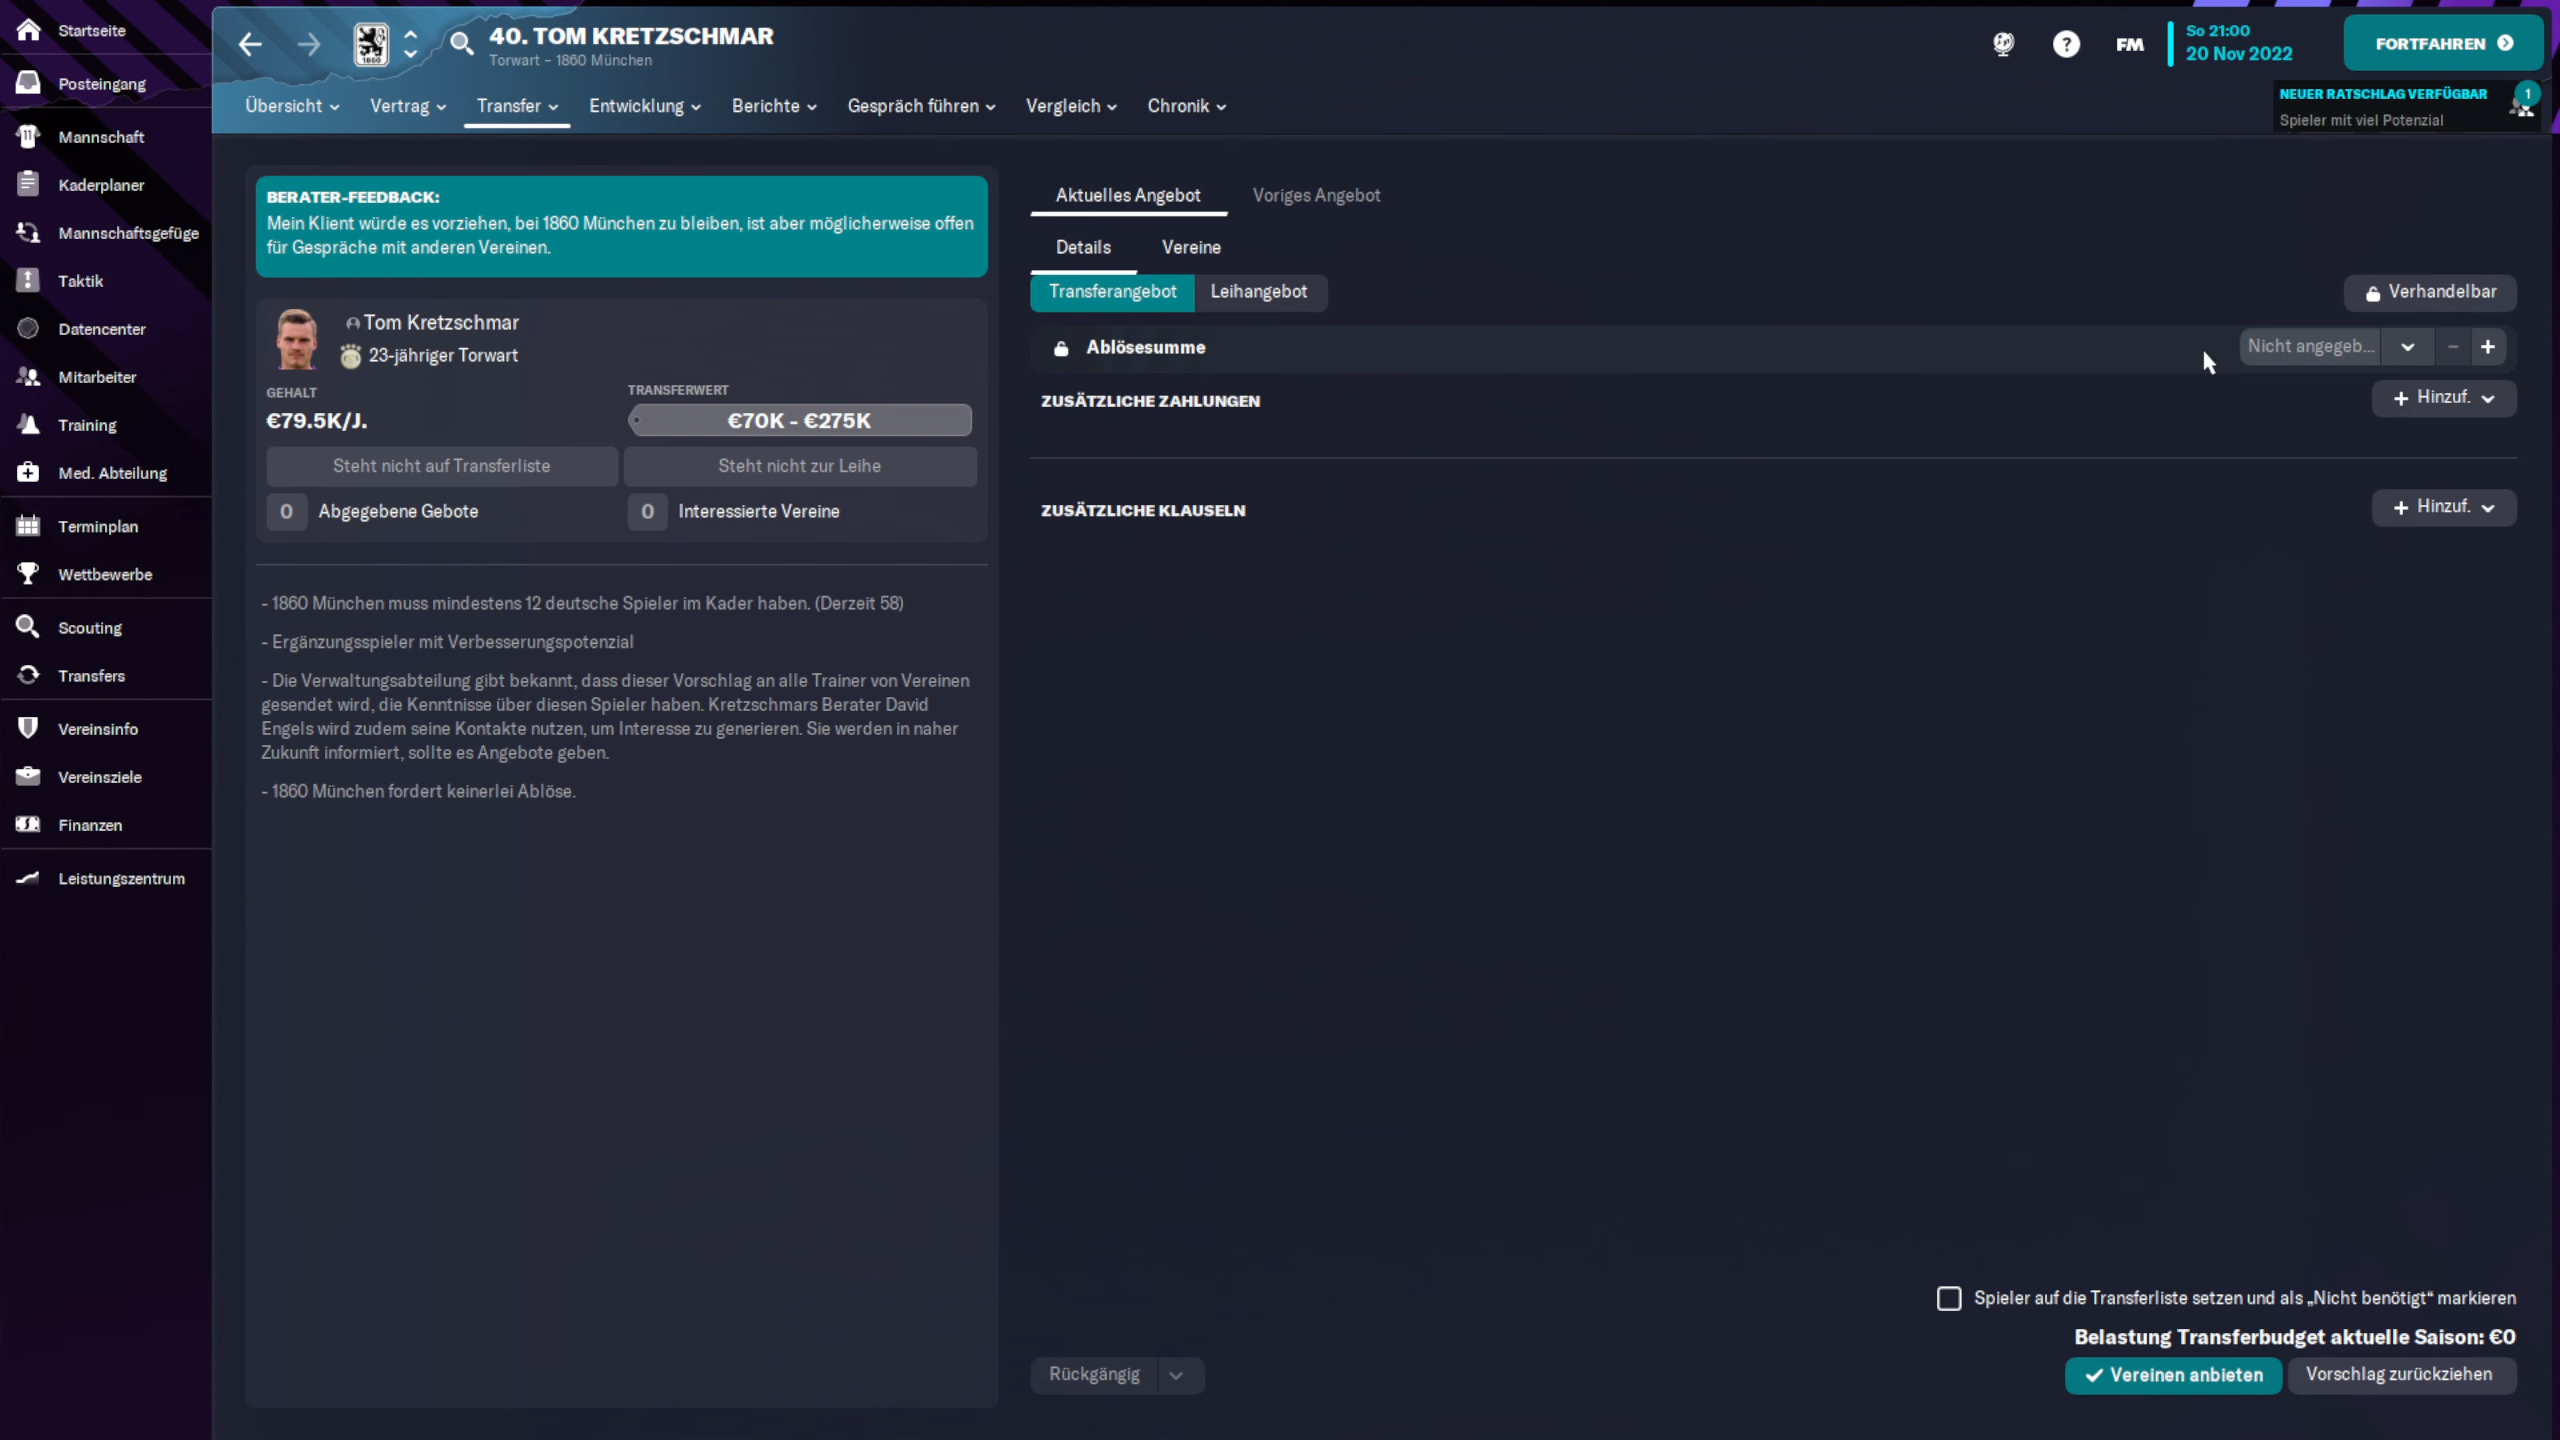 Startseite
Posteingang
Mannschaft
Kaderplaner
Mannschaftsgefüge
Taktik
Datencenter
Mitarbeiter
Training
Med. Abteilung
Terminplan
Wettbewerbe
Scouting
Transfers
Vereinsinfo
Vereinsziele
Finanzen
Leistungszentrum
40. TOM KRETZSCHMAR
Torwart - 1860 München
FM
So 21:00
20 Nov 2022
FORTFAHREN
Übersicht
Vertrag
Transfer
Entwicklung
Berichte
Gespräch führen
Vergleich
Chronik
NEUER RATSCHLAG VERFÜGBAR
Spieler mit viel Potenzial
1
BERATER-FEEDBACK:
Mein Klient würde es vorziehen, bei 1860 München zu bleiben, ist aber möglicherweise offen
für Gespräche mit anderen Vereinen.
Tom Kretzschmar
23-jähriger Torwart
GEHALT
€79.5K/J.
TRANSFERWERT
€70K - €275K
Steht nicht auf Transferliste
Steht nicht zur Leihe
0 Abgegebene Gebote
0 Interessierte Vereine
- 1860 München muss mindestens 12 deutsche Spieler im Kader haben. (Derzeit 58)
- Ergänzungsspieler mit Verbesserungspotenzial
- Die Verwaltungsabteilung gibt bekannt, dass dieser Vorschlag an alle Trainer von Vereinen
gesendet wird, die Kenntnisse über diesen Spieler haben. Kretzschmars Berater David
Engels wird zudem seine Kontakte nutzen, um Interesse zu generieren. Sie werden in naher
Zukunft informiert, sollte es Angebote geben.
- 1860 München fordert keinerlei Ablöse.
Aktuelles Angebot
Voriges Angebot
Details
Vereine
Transferangebot
Leihangebot
Verhandelbar
Ablösesumme
Nicht angegeb...
ZUSÄTZLICHE ZAHLUNGEN
+ Hinzuf.
ZUSÄTZLICHE KLAUSELN
+ Hinzuf.
Spieler auf die Transferliste setzen und als „Nicht benötigt“ markieren
Belastung Transferbudget aktuelle Saison: €0
Rückgängig
Vereinen anbieten
Vorschlag zurückziehen